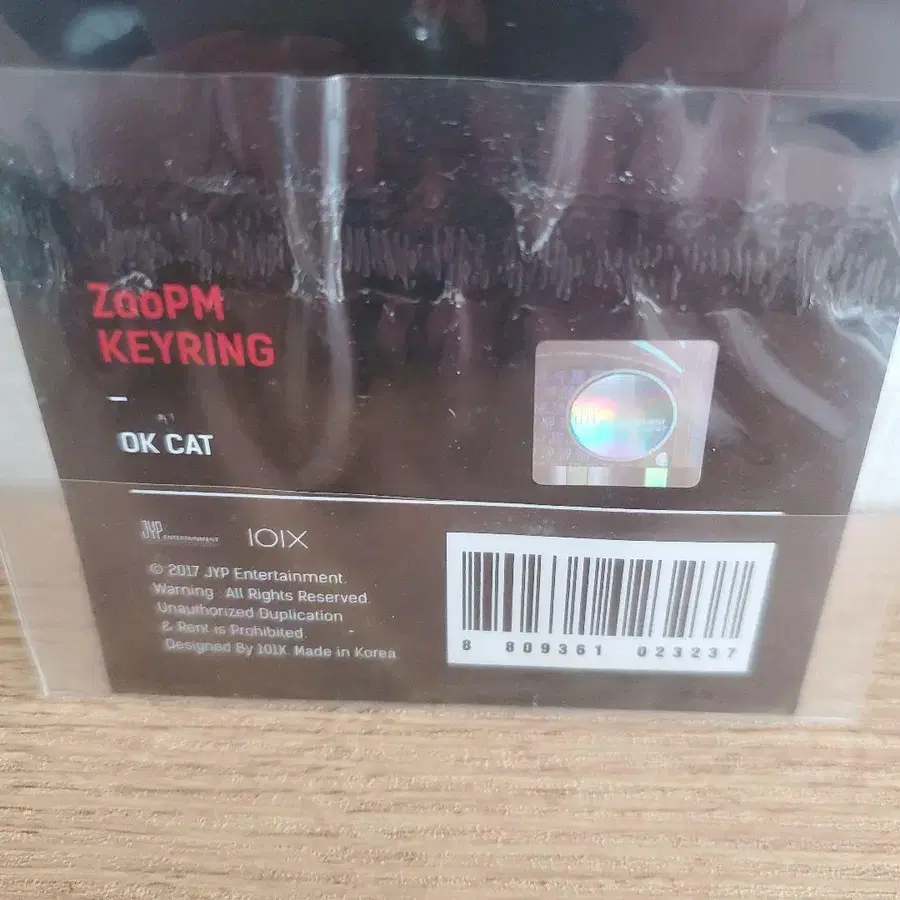 ZooPM
KEYRING
OK CAT
JYP ENTERTAINMENT
101X
© 2017 JYP Entertainment.
Warning : All Rights Reserved.
Unauthorized Duplication
& Rent is Prohibited.
Designed By 101X. Made in Korea
8 809361 023237